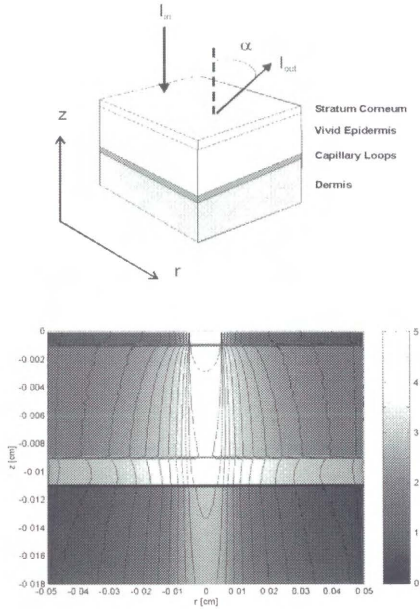 I in
α
I out
z
Stratum Corneum
Vivid Epidermis
Capillary Loops
Dermis
r
0
-0.002
-0.004
-0.006
-0.008
-0.01
-0.012
-0.014
-0.016
-0.018
z [cm]
-0.05 -0.04 -0.03 -0.02 -0.01 0 0.01 0.02 0.03 0.04 0.05
r [cm]
5
4
3
2
1
0